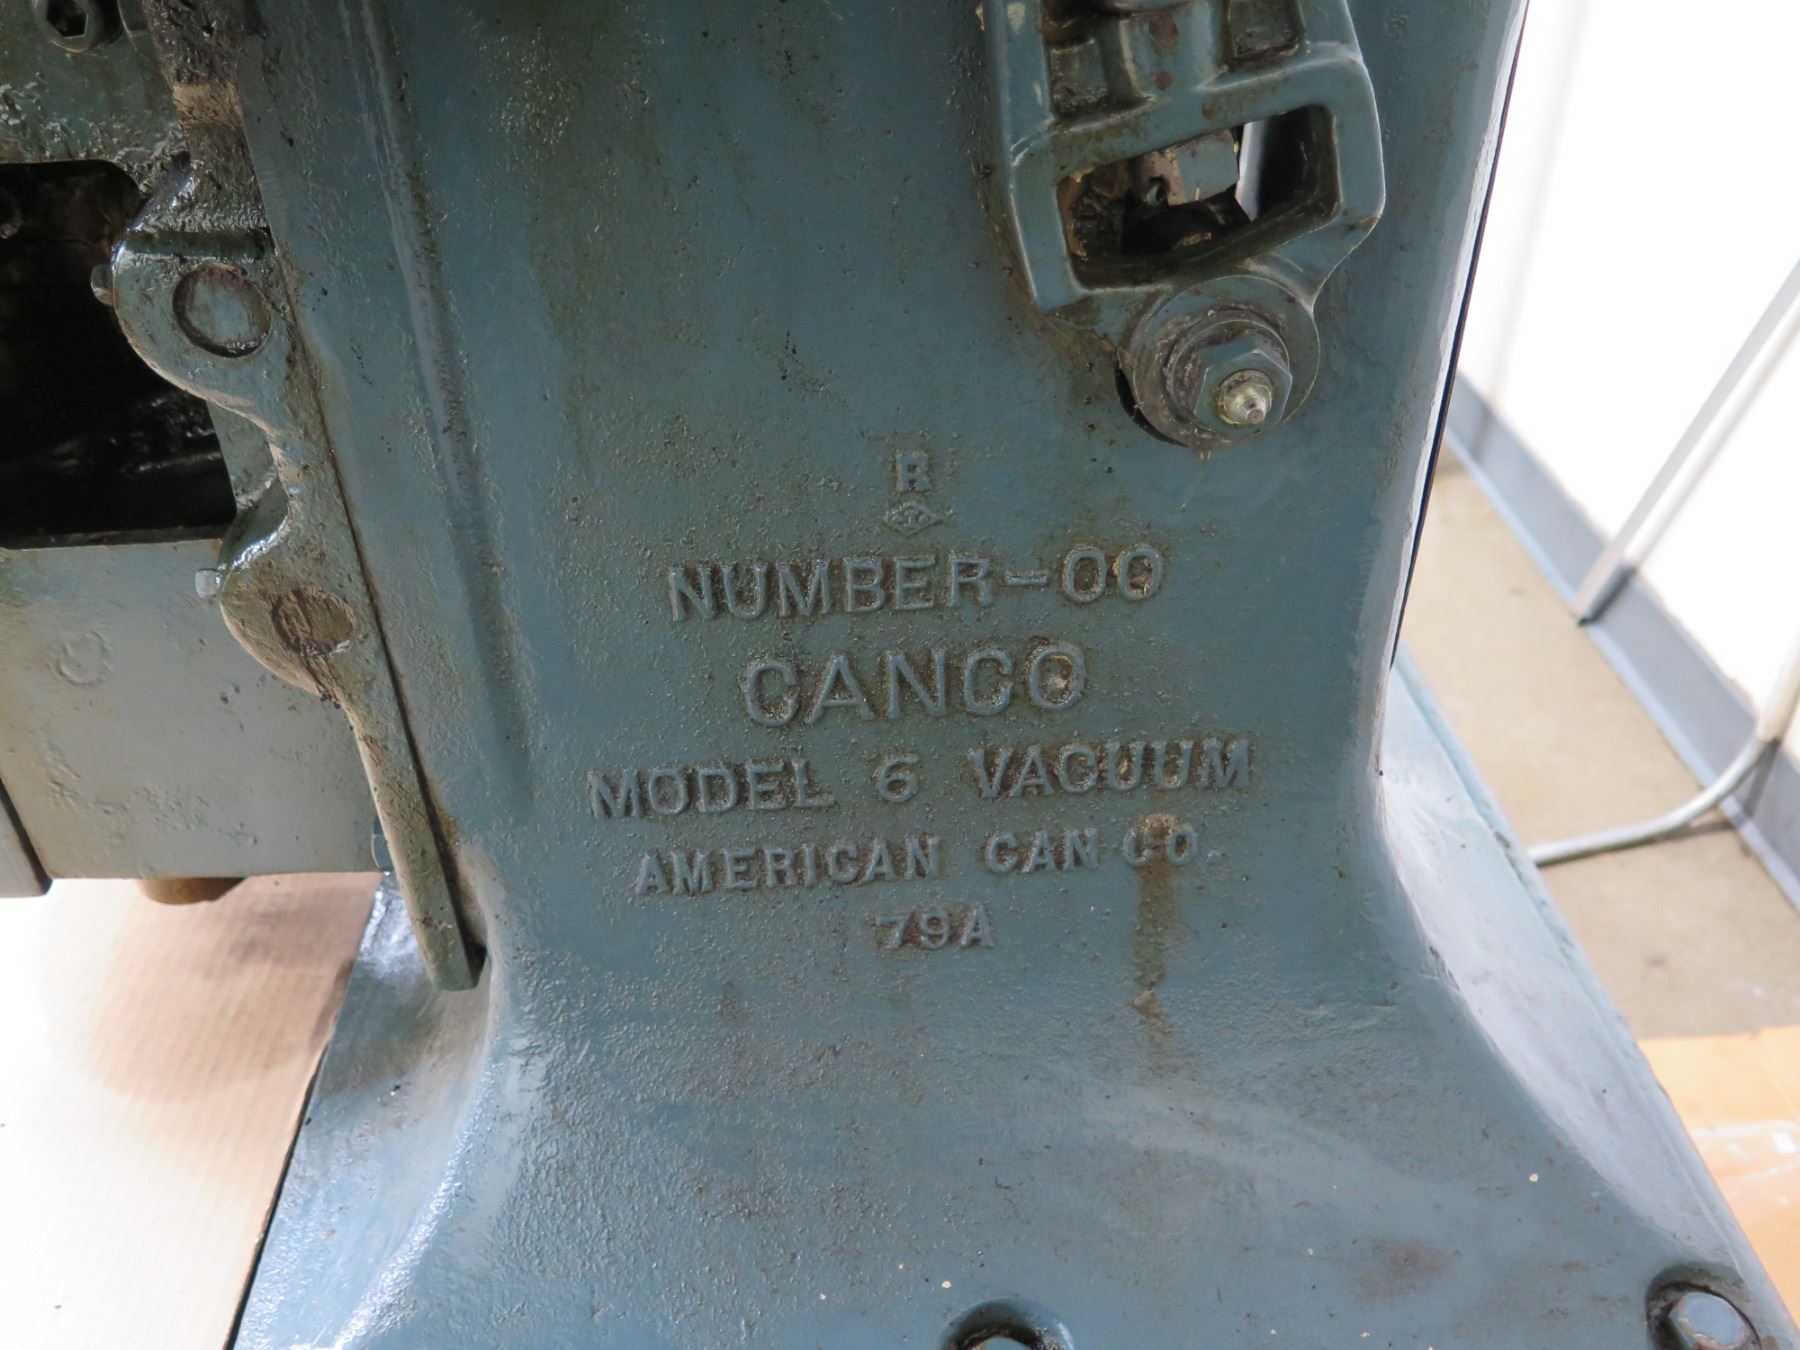 R
NUMBER-00
CANCO
MODEL 6 VACUUM
AMERICAN CAN CO.
79A